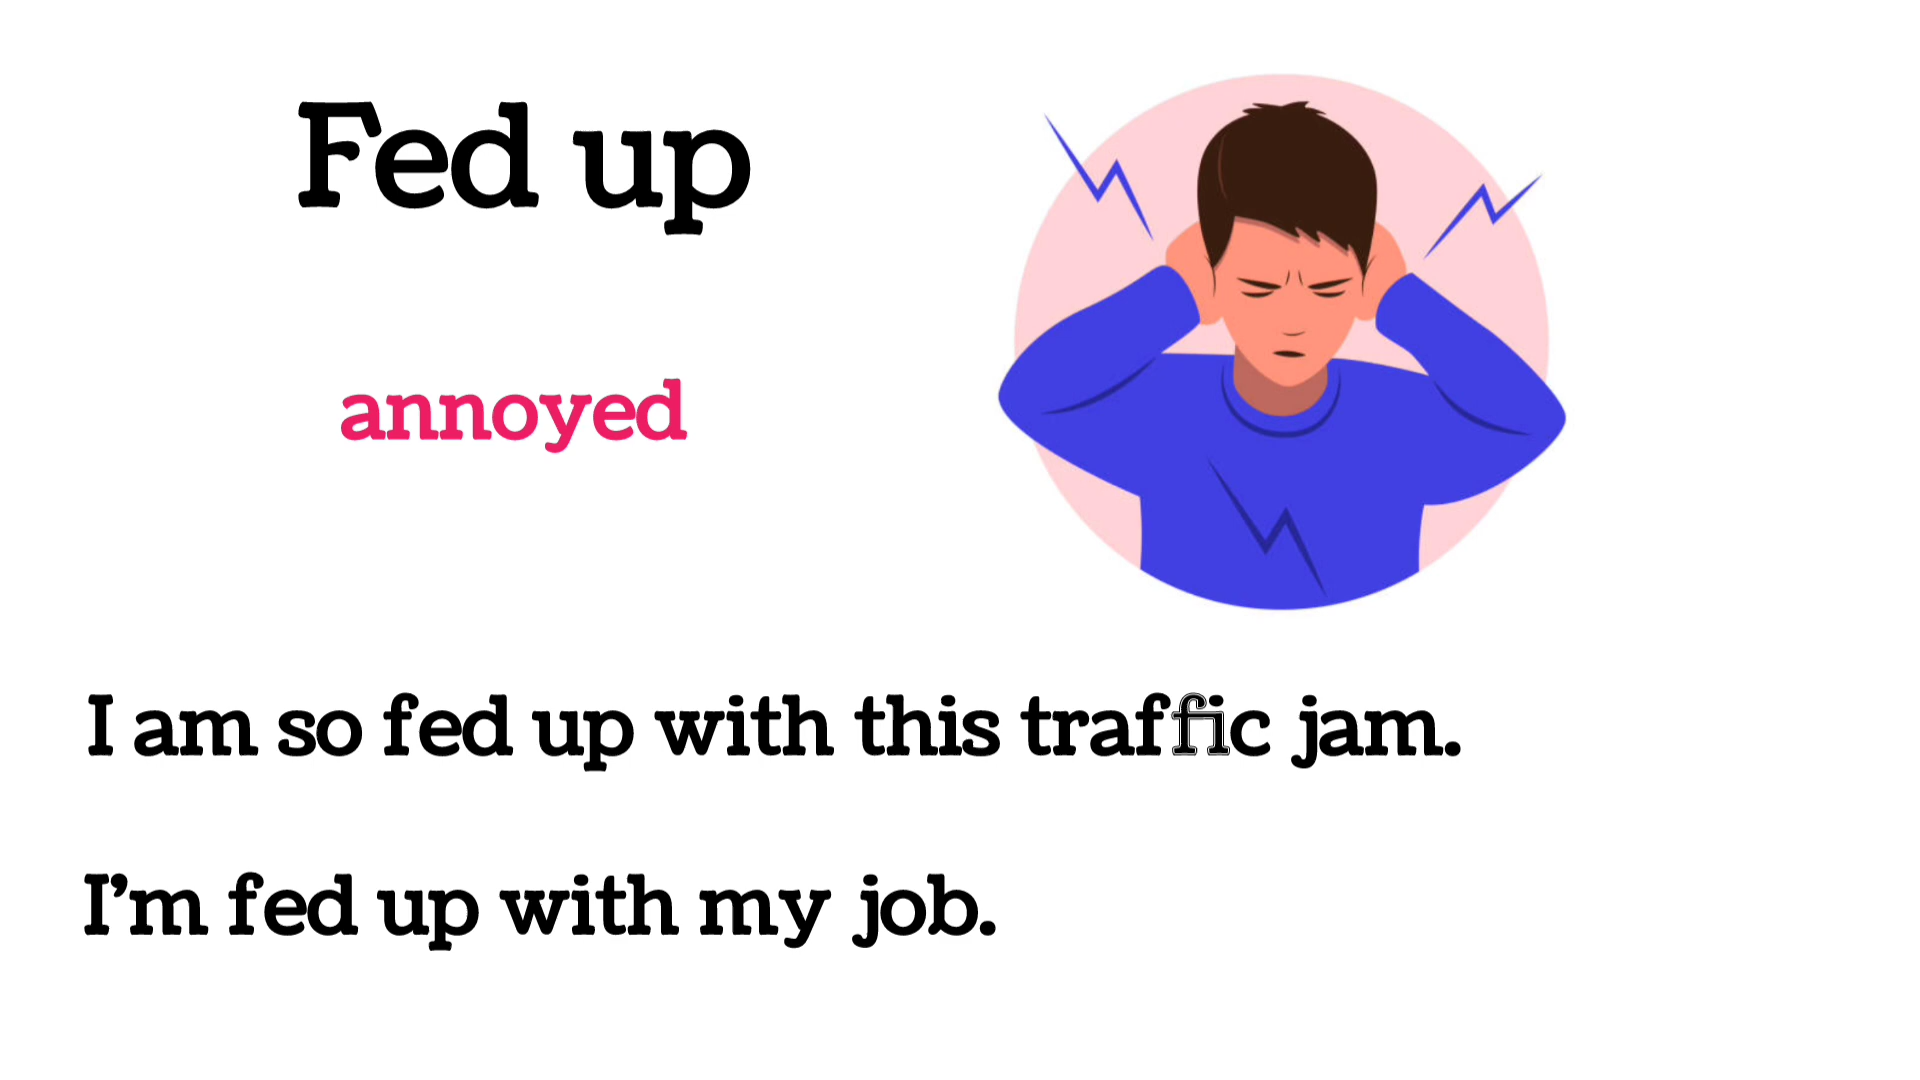 Fed up
annoyed
I am so fed up with this traffic jam.
I’m fed up with my job.